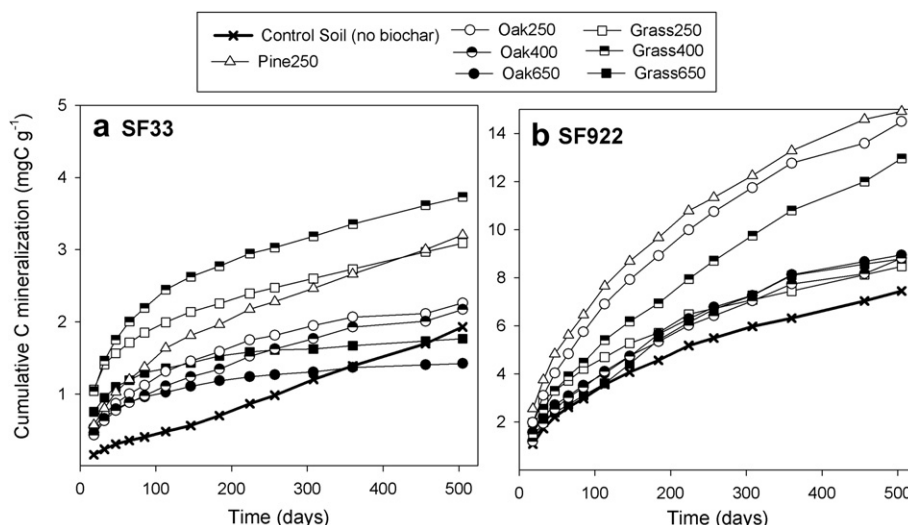 Control Soil (no biochar)
Pine250
Oak250
Oak400
Oak650
Grass250
Grass400
Grass650
Cumulative C mineralization (mgC g⁻¹)
a SF33
5
4
3
2
1
0 100 200 300 400 500
Time (days)
b SF922
14
12
10
8
6
4
2
0 100 200 300 400 500
Time (days)